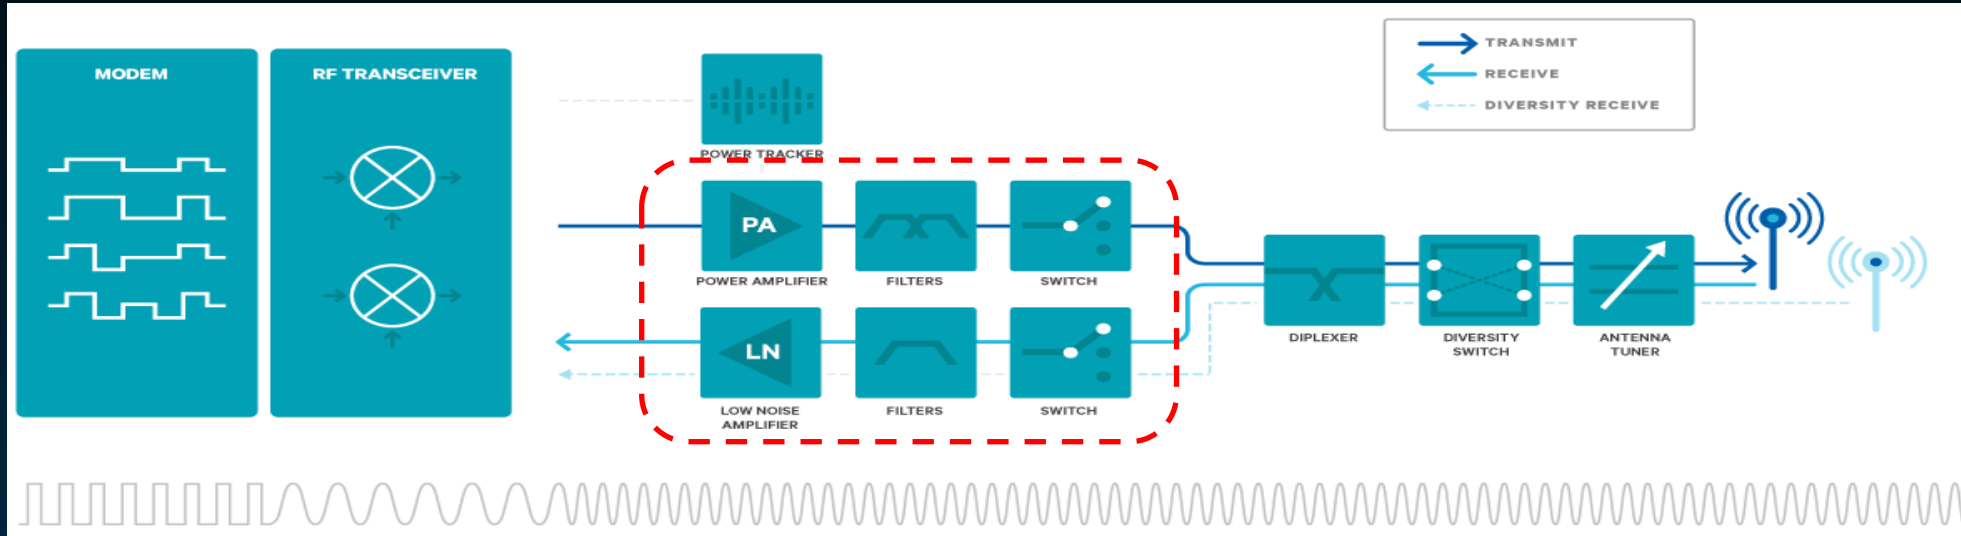 MODEM
RF TRANSCEIVER
POWER TRACKER
TRANSMIT
RECEIVE
DIVERSITY RECEIVE
PA
POWER AMPLIFIER
FILTERS
SWITCH
LN
LOW NOISE
AMPLIFIER
FILTERS
SWITCH
DIPLEXER
DIVERSITY
SWITCH
ANTENNA
TUNER